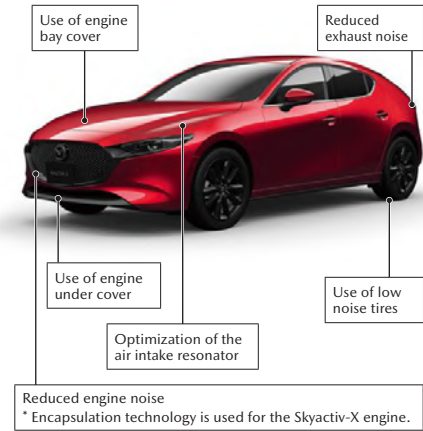 Use of engine
bay cover
Reduced
exhaust noise
Use of engine
under cover
Use of low
noise tires
Optimization of the
air intake resonator
Reduced engine noise
* Encapsulation technology is used for the Skyactiv-X engine.